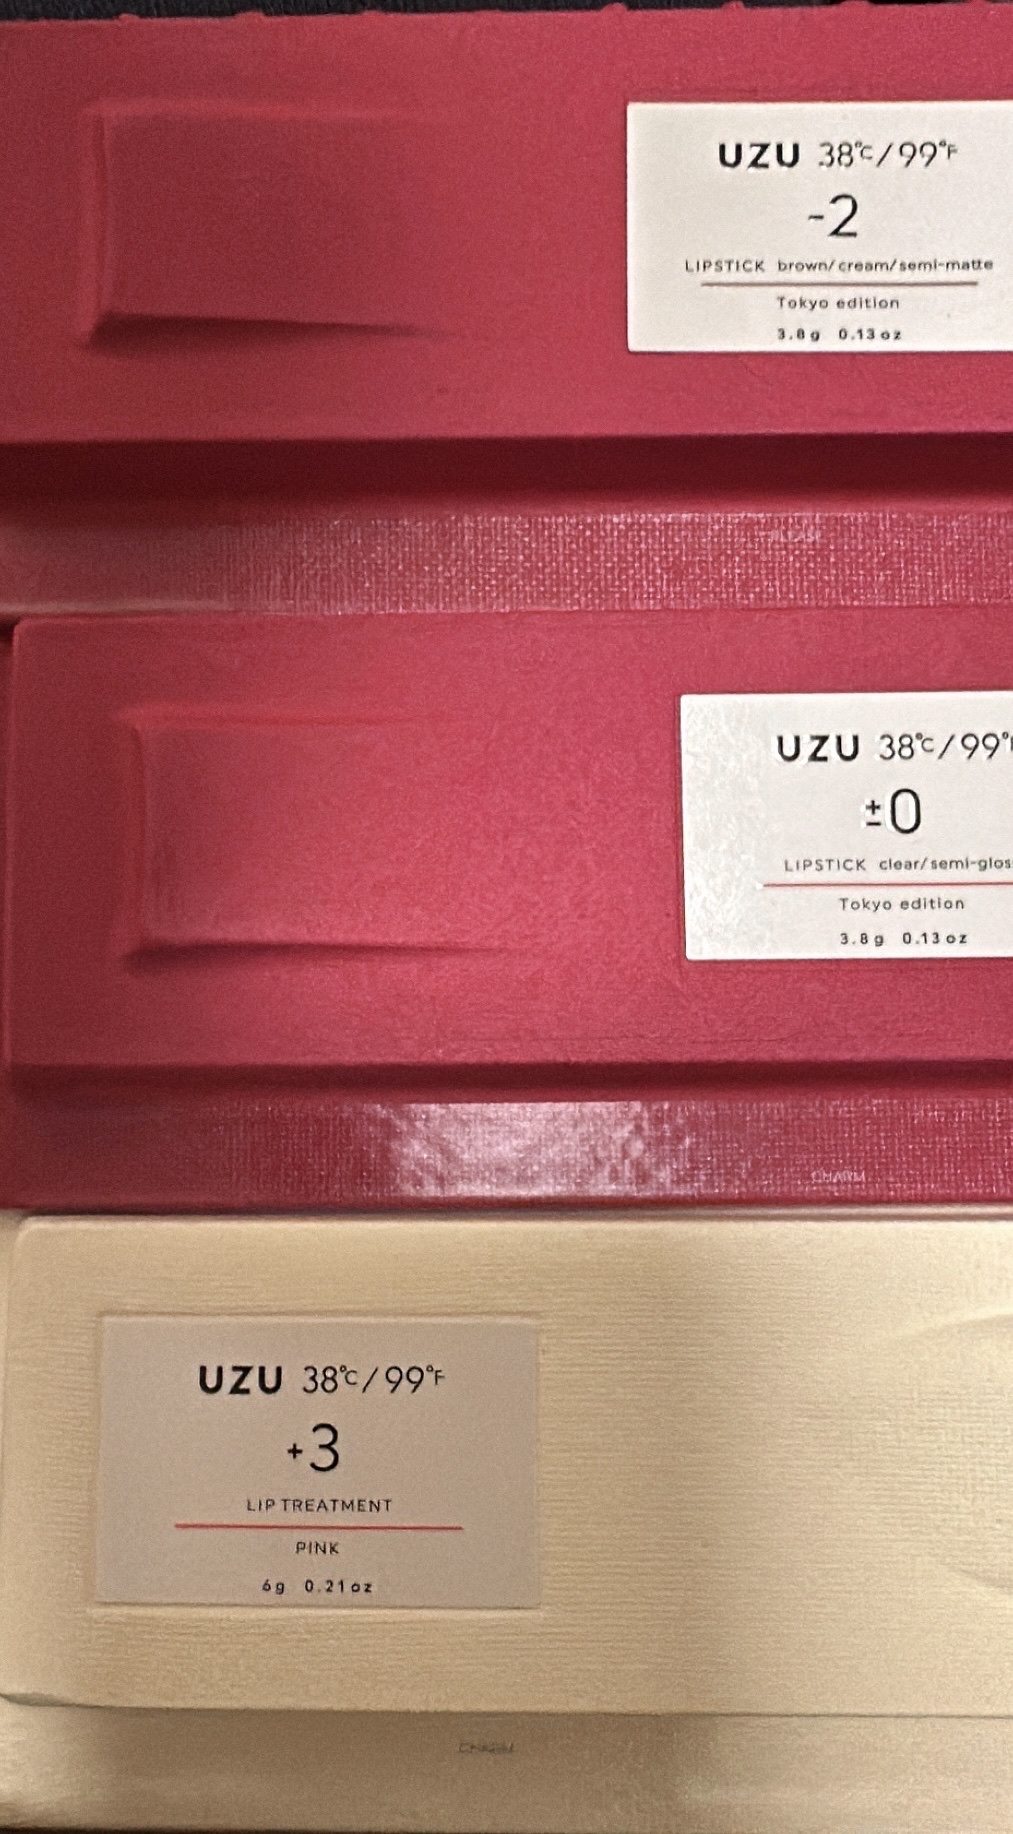 UZU 38℃/99°F
-2
LIPSTICK brown/cream/semi-matte
Tokyo edition
3.8g 0.13oz
UZU 38℃/99°
±0
LIPSTICK clear/semi-glos
Tokyo edition
3.8g 0.13oz
CHARM
UZU 38℃/99°F
+3
LIP TREATMENT
PINK
6g 0.21oz
CHARM